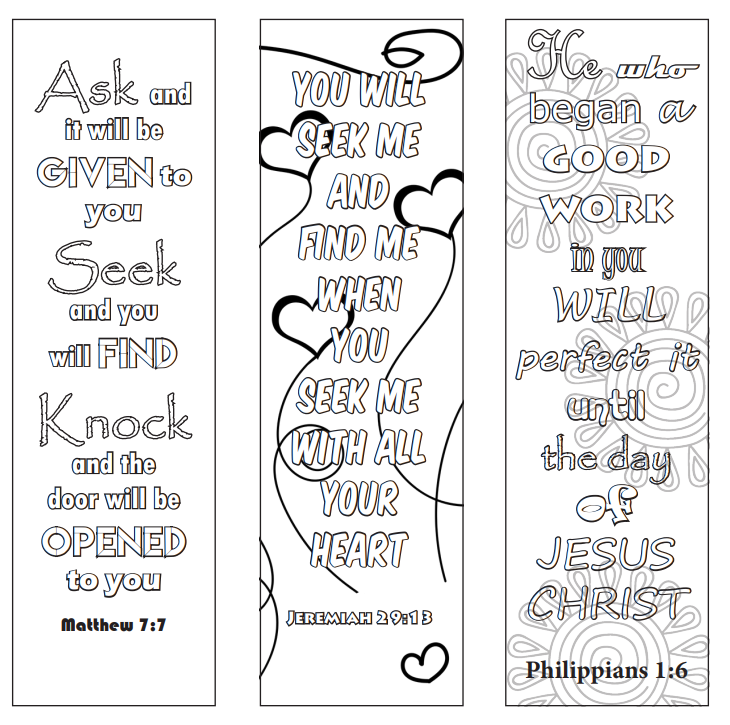 Ask and
it will be
GIVEN to
you
Seek
and you
will FIND
Knock
and the
door will be
OPENED
to you
Matthew 7:7
YOU WILL
SEEK ME
AND
FIND ME
WHEN
YOU
SEEK ME
WITH ALL
YOUR
HEART
JEREMIAH 29:13
He who
began a
GOOD
WORK
in you
WILL
perfect it
until
the day
of
JESUS
CHRIST
Philippians 1:6